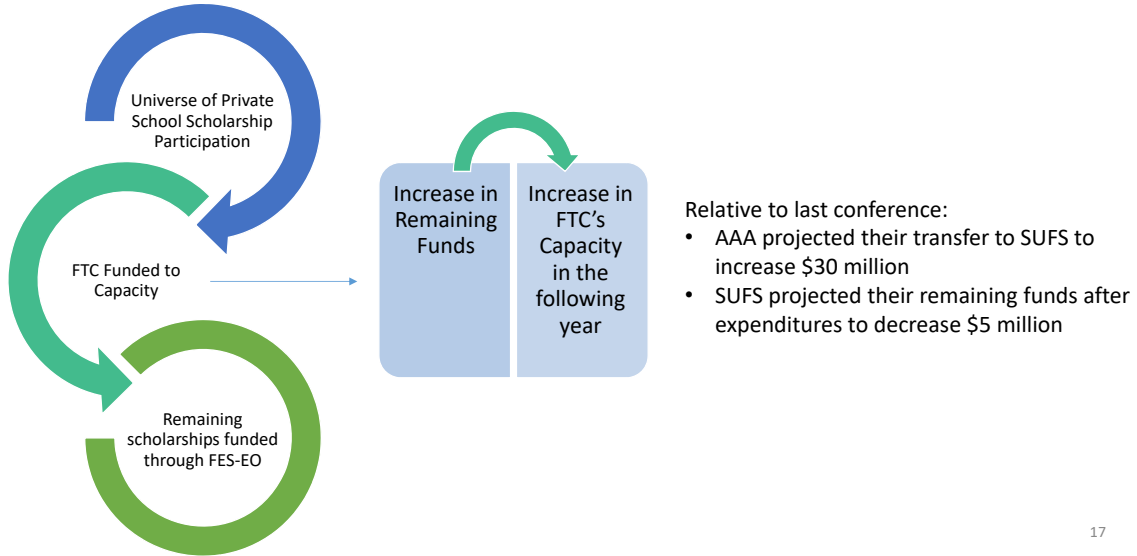 Universe of Private
School Scholarship
Participation
FTC Funded to
Capacity
Remaining
scholarships funded
through FES-EO
Increase in
Remaining
Funds
Increase in
FTC’s
Capacity
in the
following
year
Relative to last conference:
• AAA projected their transfer to SUFS to
increase $30 million
• SUFS projected their remaining funds after
expenditures to decrease $5 million
17